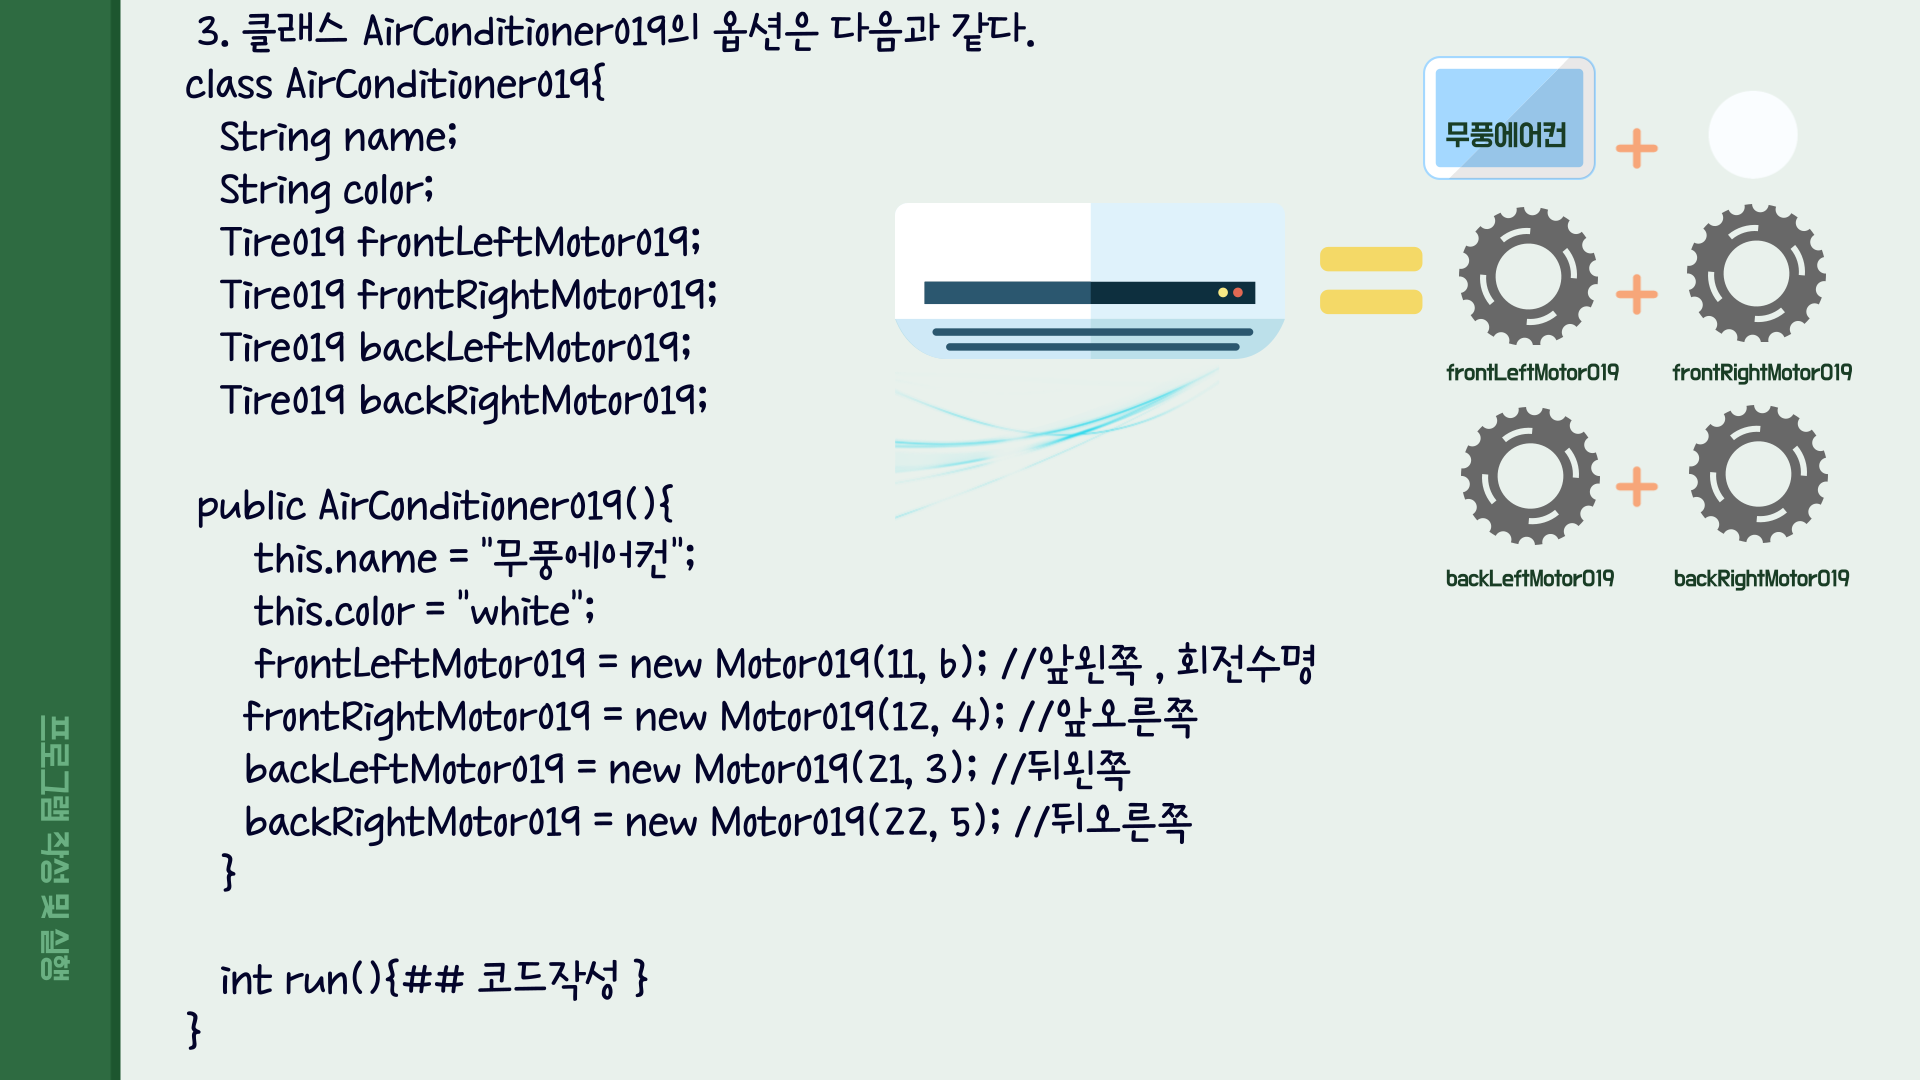 3. 클래스 AirConditioner019의 옵션은 다음과 같다.
class AirConditioner019{
String name;
String color;
Tire019 frontLeftMotor019;
Tire019 frontRightMotor019;
Tire019 backLeftMotor019;
Tire019 backRightMotor019;
public AirConditioner019(){
this.name = "무풍에어컨";
this.color = "white";
frontLeftMotor019 = new Motor019(11, 6); //앞왼쪽 , 회전수명
frontRightMotor019 = new Motor019(12, 4); //앞오른쪽
backLeftMotor019 = new Motor019(21, 3); //뒤왼쪽
backRightMotor019 = new Motor019(22, 5); //뒤오른쪽
}
int run(){## 코드작성 }
}
무풍에어컨
frontLeftMotor019 frontRightMotor019
backLeftMotor019 backRightMotor019
프로그램 작성 및 실행